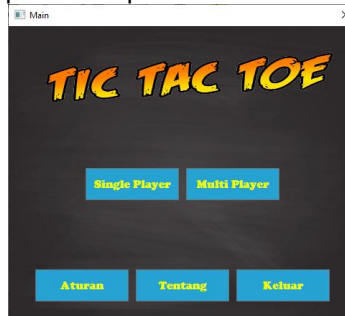 Main
TIC TAC TOE
Single Player Multi Player
Aturan Tentang Keluar